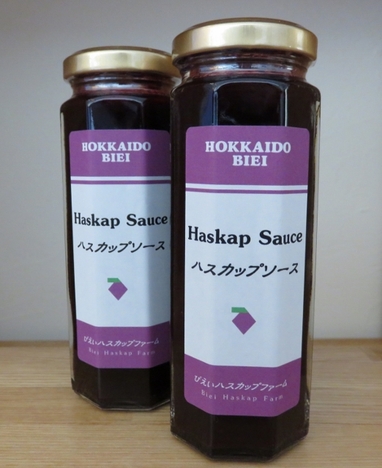 HOKKAIDO
BIEI
Haskap Sauce
ハスカップソース
びえいハスカップファーム
Biei Haskap Farm
HOKKAIDO
BIEI
Haskap Sauce
ハスカップソース
びえいハスカップファーム
Biei Haskap Farm